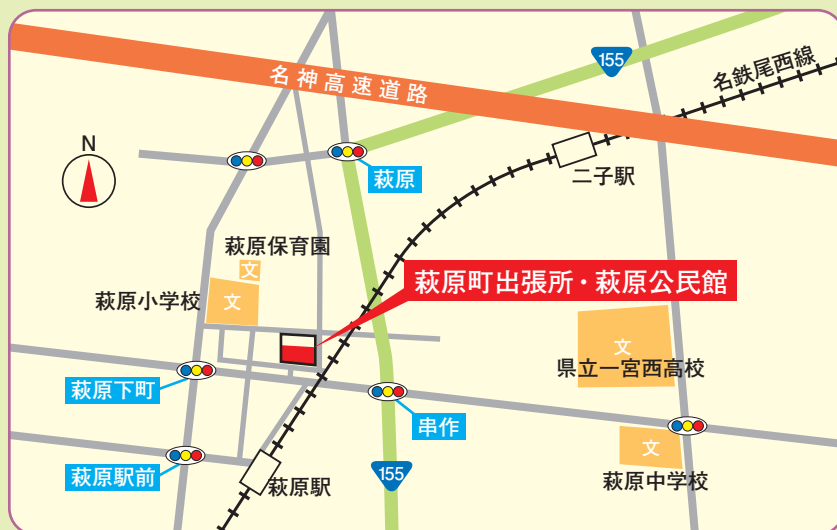 155
名鉄尾西線
名神高速道路
N
萩原
二子駅
萩原保育園
文
萩原町出張所・萩原公民館
萩原小学校
文
文
県立一宮西高校
萩原下町
串作
文
萩原駅前
155
萩原駅
萩原中学校